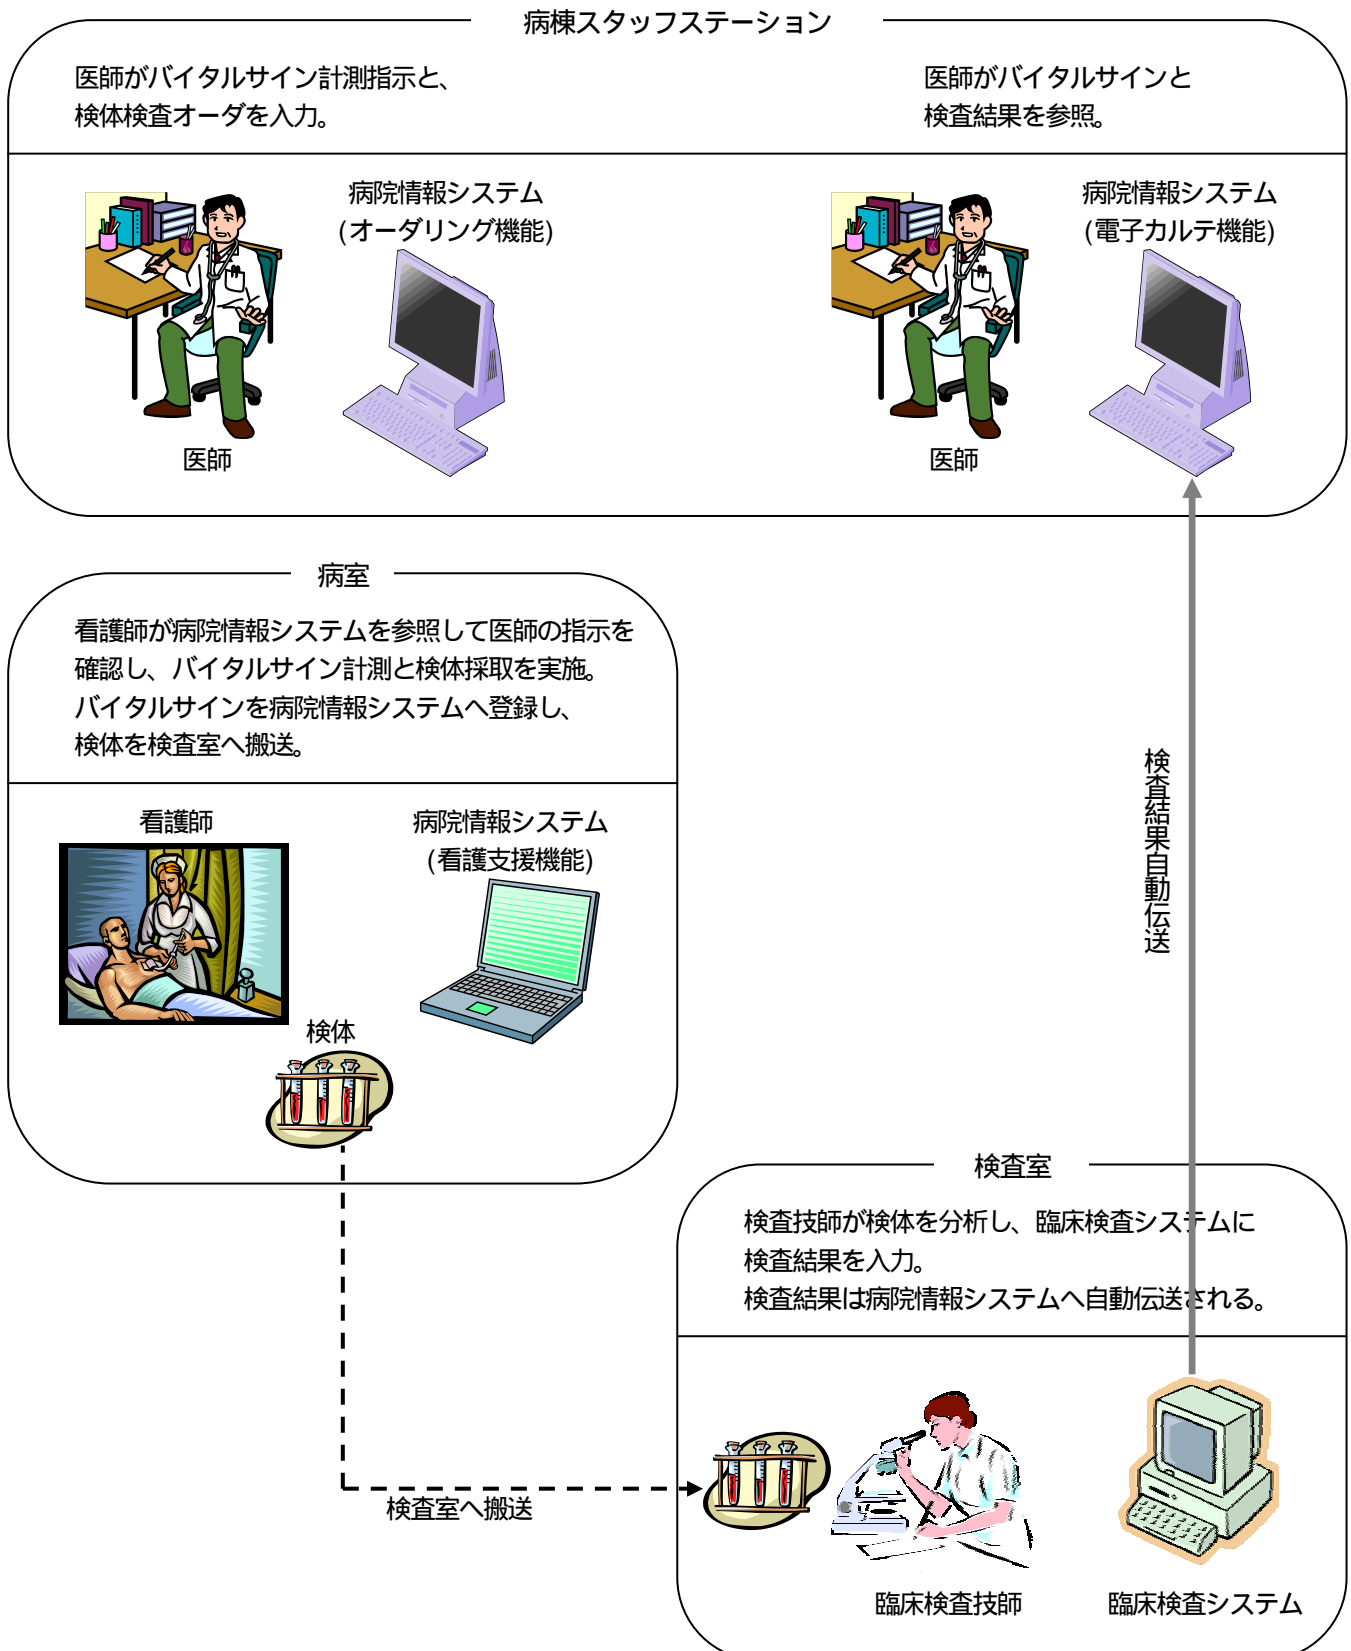 病棟スタッフステーション
医師がバイタルサイン計測指示と、
検体検査オーダを入力。
医師がバイタルサインと
検査結果を参照。
病院情報システム
(オーダリング機能)
医師
病院情報システム
(電子カルテ機能)
医師
病室
看護師が病院情報システムを参照して医師の指示を
確認し、バイタルサイン計測と検体採取を実施。
バイタルサインを病院情報システムへ登録し、
検体を検査室へ搬送。
看護師
病院情報システム
(看護支援機能)
検体
検査結果自動伝送
検査室へ搬送
検査室
検査技師が検体を分析し、臨床検査システムに
検査結果を入力。
検査結果は病院情報システムへ自動伝送される。
臨床検査技師
臨床検査システム